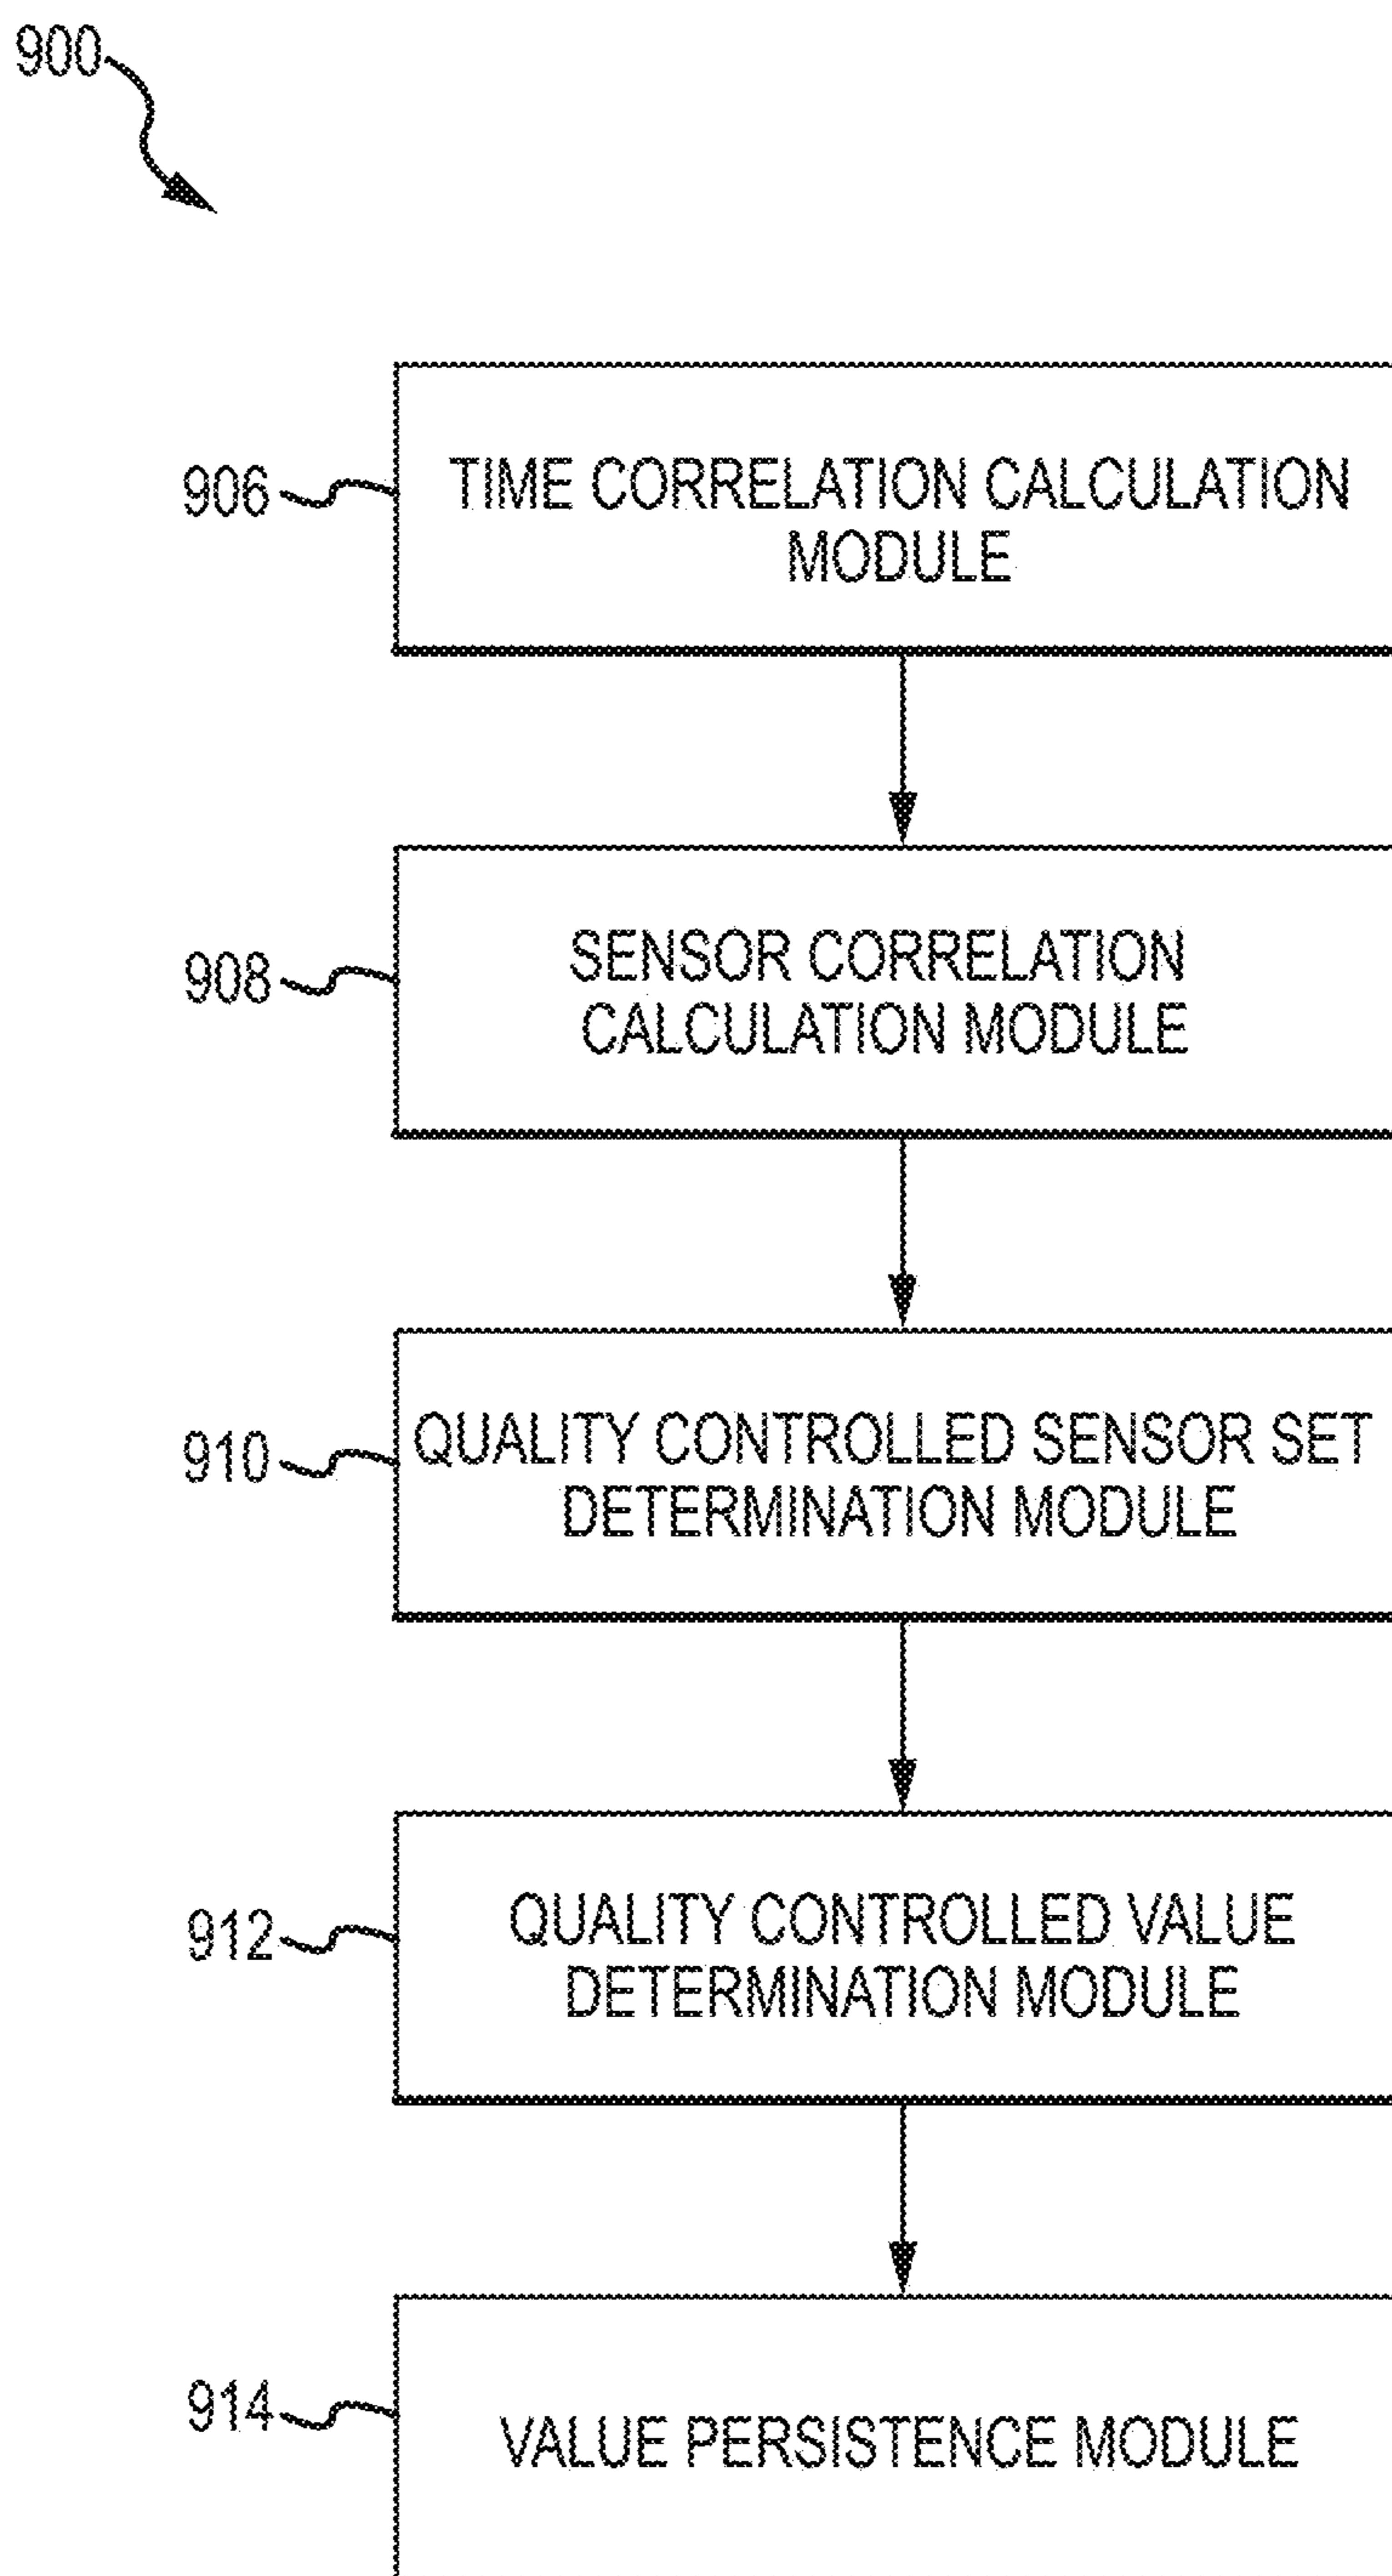 900
906
TIME CORRELATION CALCULATION
MODULE
908
SENSOR CORRELATION
CALCULATION MODULE
910
QUALITY CONTROLLED SENSOR SET
DETERMINATION MODULE
912
QUALITY CONTROLLED VALUE
DETERMINATION MODULE
914
VALUE PERSISTENCE MODULE